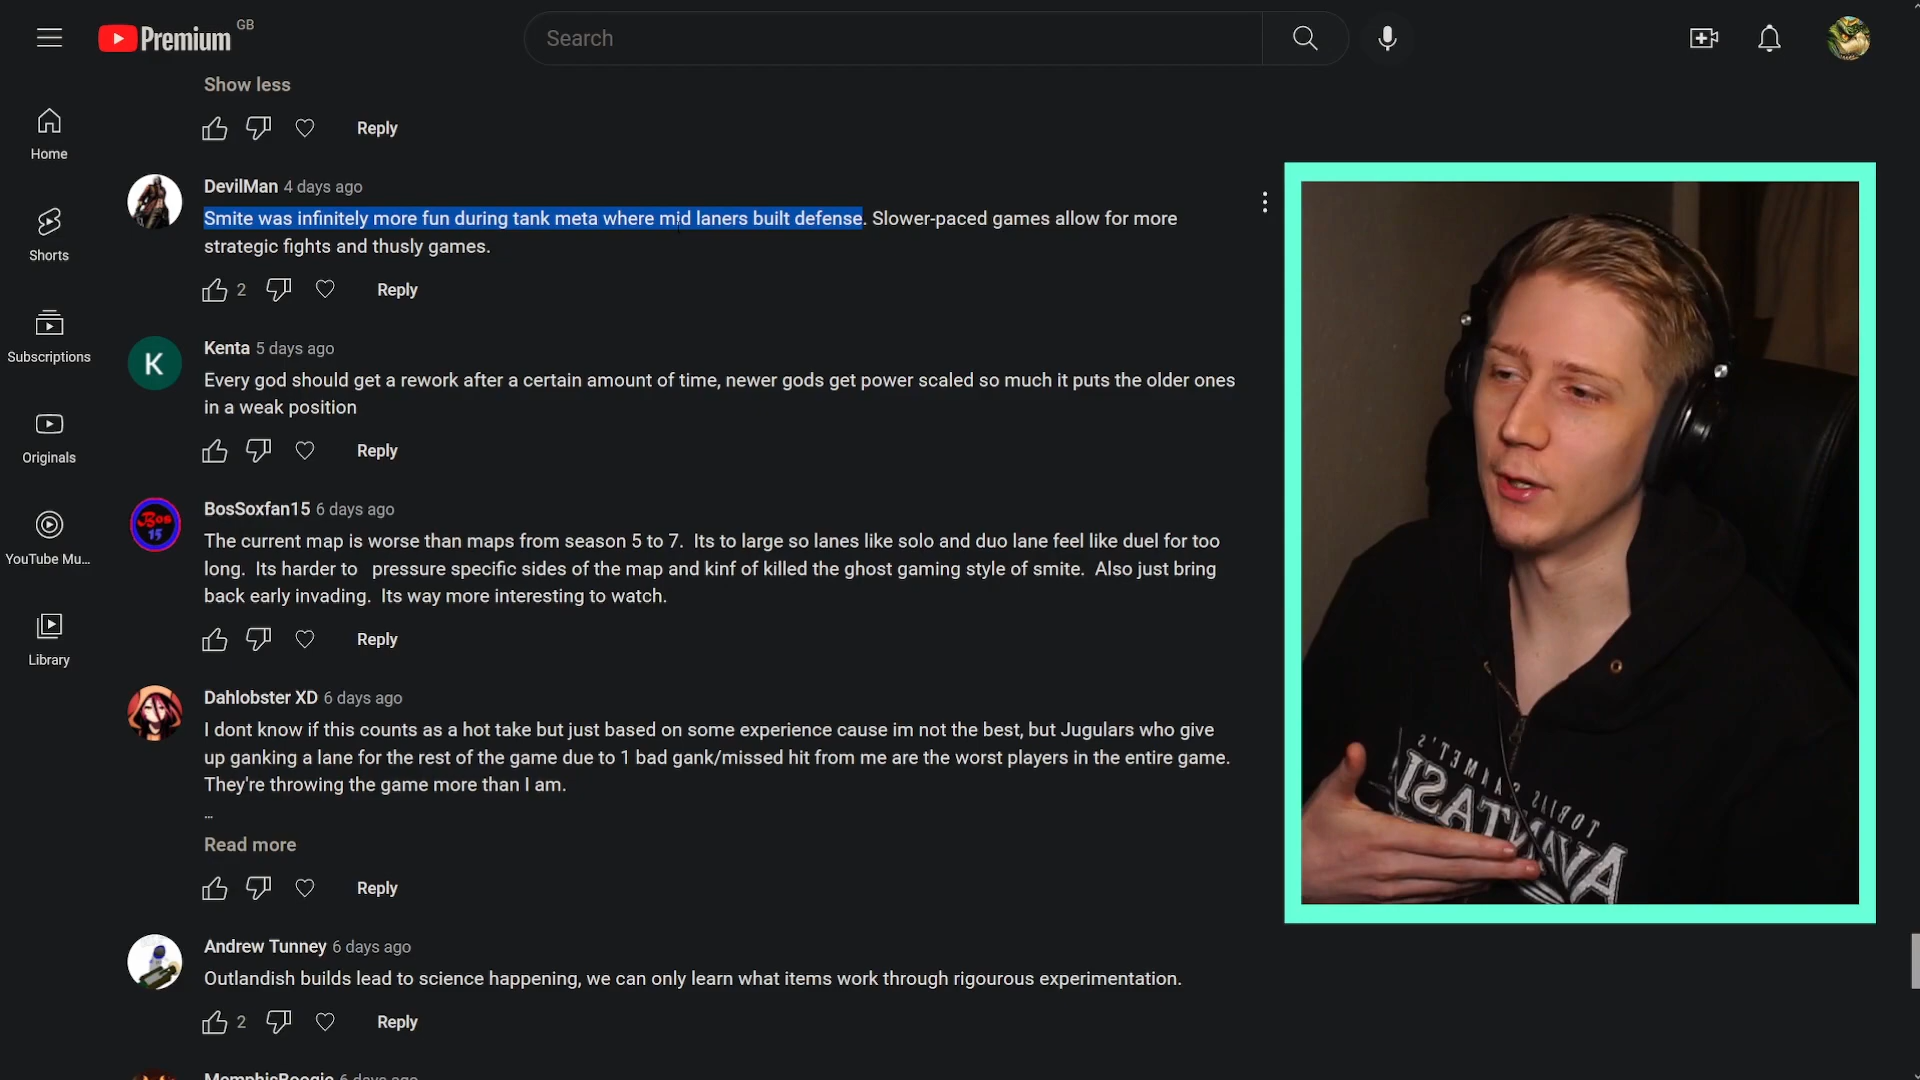 Premium GB
Search
Home
Shorts
Subscriptions
Originals
YouTube Mu...
Library
Show less
Reply
DevilMan 4 days ago
Smite was infinitely more fun during tank meta where mid laners built defense. Slower-paced games allow for more
strategic fights and thusly games.
2 Reply
K
Kenta 5 days ago
Every god should get a rework after a certain amount of time, newer gods get power scaled so much it puts the older ones
in a weak position
Reply
Bos
15
BosSoxfan15 6 days ago
The current map is worse than maps from season 5 to 7. Its to large so lanes like solo and duo lane feel like duel for too
long. Its harder to pressure specific sides of the map and kinf of killed the ghost gaming style of smite. Also just bring
back early invading. Its way more interesting to watch.
Reply
Dahlobster XD 6 days ago
I dont know if this counts as a hot take but just based on some experience cause im not the best, but Jugulars who give
up ganking a lane for the rest of the game due to 1 bad gank/missed hit from me are the worst players in the entire game.
They're throwing the game more than I am.
...
Read more
Reply
Andrew Tunney 6 days ago
Outlandish builds lead to science happening, we can only learn what items work through rigourous experimentation.
2 Reply
MemphisBoogie 6 days ago
TOBIAS SAMMET'S
AVANTASI